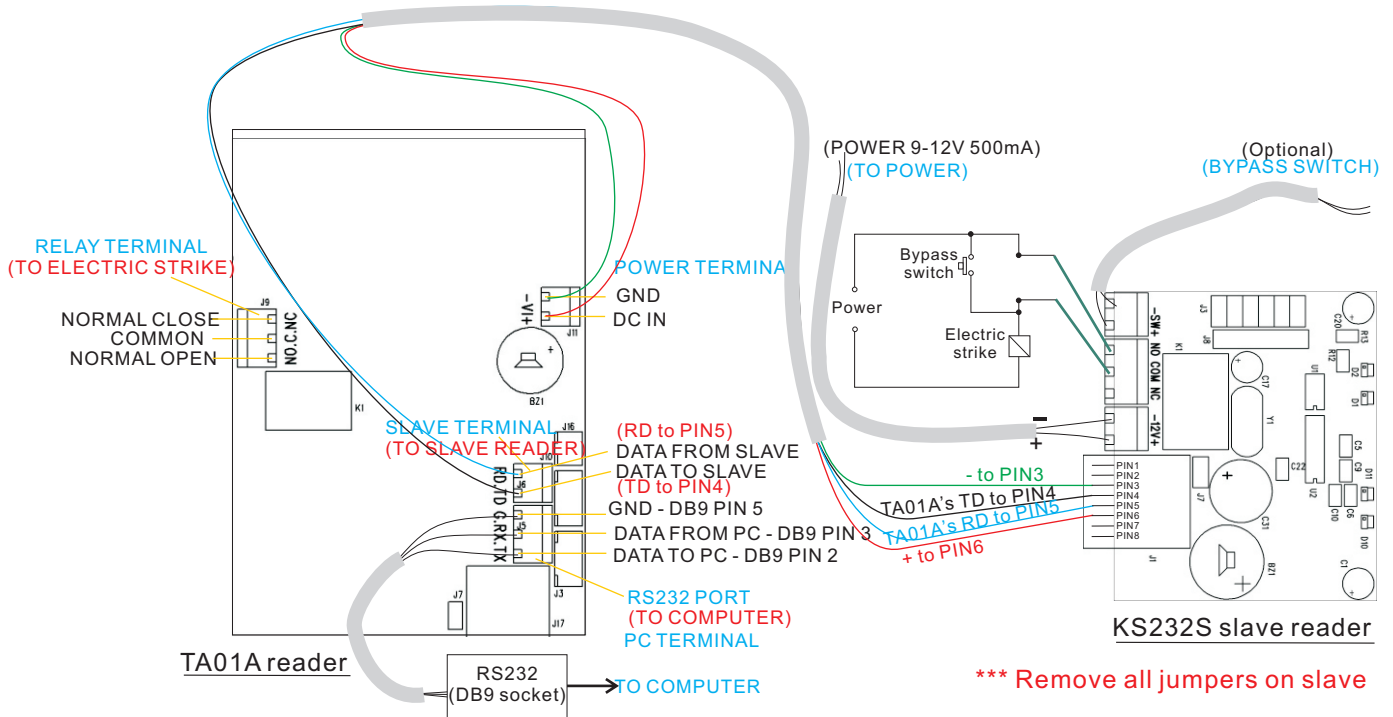 (POWER 9-12V 500mA)
(TO POWER)
(Optional)
(BYPASS SWITCH)
RELAY TERMINAL
(TO ELECTRIC STRIKE)
J9
NORMAL CLOSE
COMMON
NORMAL OPEN
NO.C.NC
K1
POWER TERMINA
-V1+
GND
DC IN
J11
+
BZ1
SLAVE TERMINAL
(TO SLAVE READER)
(RD to PIN5)
J16
J10
DATA FROM SLAVE
DATA TO SLAVE
(TD to PIN4)
RD.TD
J6
G.RX.TX
J5
GND - DB9 PIN 5
DATA FROM PC - DB9 PIN 3
DATA TO PC - DB9 PIN 2
J3
RS232 PORT
(TO COMPUTER)
PC TERMINAL
J7
J17
TA01A reader
RS232
(DB9 socket)
TO COMPUTER
Bypass
switch
Power
Electric
strike
-
+
- to PIN3
TA01A's TD to PIN4
TA01A's RD to PIN5
+ to PIN6
-SW+
NO COM NC
-12V+
PIN1
PIN2
PIN3
PIN4
PIN5
PIN6
PIN7
PIN8
J1
J3
J8
K1
C17
Y1
C20
R13
R12
D2
D1
U1
U2
C5
C9
C22
J7
+
C31
C10
C6
D11
D10
BZ1
+
C1
KS232S slave reader
*** Remove all jumpers on slave